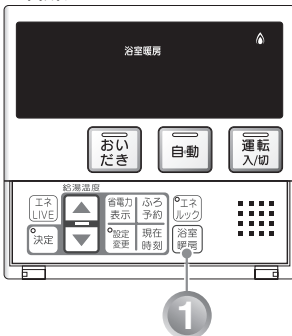 浴室暖房
おい
だき
自動
運転
入/切
給湯温度
エネ
LIVE
省電力
表示
ふろ
予約
エネ
ルック
決定
設定
変更
現在
時刻
浴室
暖房
1